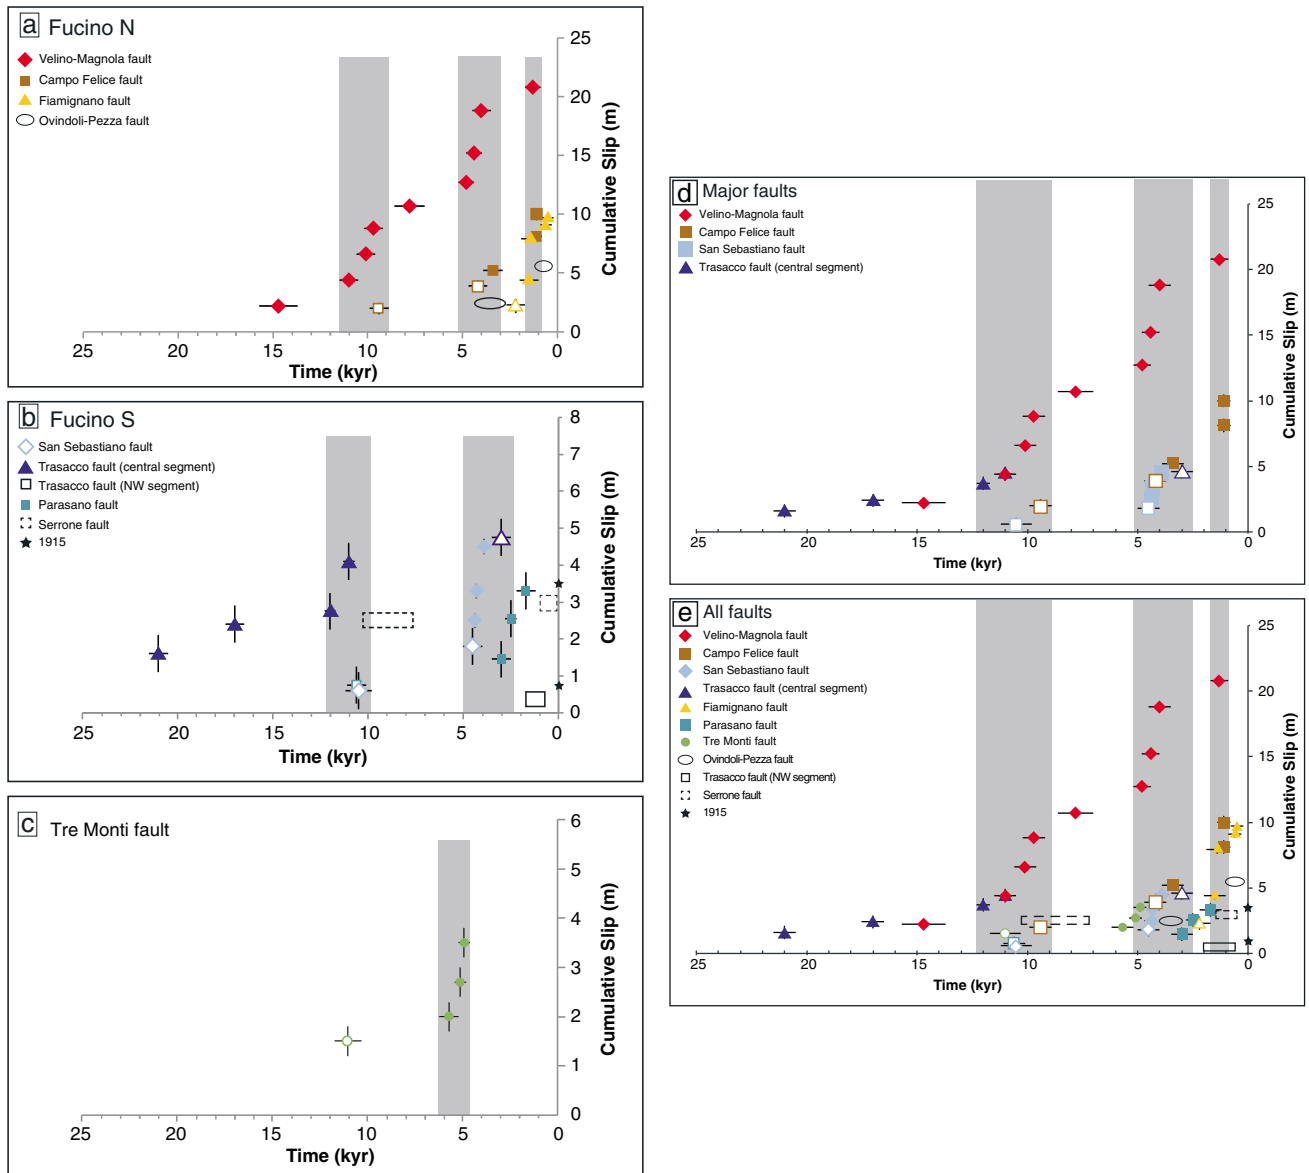 a Fucino N
Velino-Magnola fault
Campo Felice fault
Fiamignano fault
Ovindoli-Pezza fault
25
20
15
10
5
0
Cumulative Slip (m)
25 20 15 10 5 0
Time (kyr)
b Fucino S
San Sebastiano fault
Trasacco fault (central segment)
Trasacco fault (NW segment)
Parasano fault
Serrone fault
1915
8
7
6
5
4
3
2
1
0
Cumulative Slip (m)
25 20 15 10 5 0
Time (kyr)
c Tre Monti fault
6
5
4
3
2
1
0
Cumulative Slip (m)
25 20 15 10 5 0
Time (kyr)
d Major faults
Velino-Magnola fault
Campo Felice fault
San Sebastiano fault
Trasacco fault (central segment)
25
20
15
10
5
0
Cumulative Slip (m)
25 20 15 10 5 0
Time (kyr)
e All faults
Velino-Magnola fault
Campo Felice fault
San Sebastiano fault
Trasacco fault (central segment)
Fiamignano fault
Parasano fault
Tre Monti fault
Ovindoli-Pezza fault
Trasacco fault (NW segment)
Serrone fault
1915
25
20
15
10
5
0
Cumulative Slip (m)
25 20 15 10 5 0
Time (kyr)